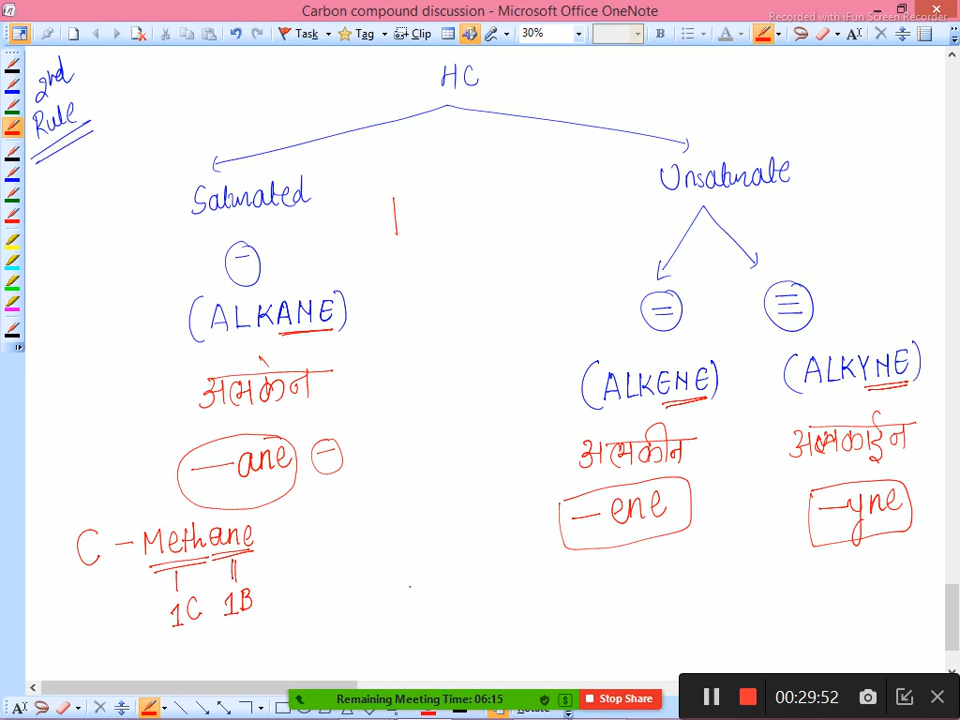 Carbon compound discussion - Microsoft Office OneNote
Recorded with iFun Screen Recorder
Task
Tag
Clip
30%
B
A
2nd
Rule
HC
Saturated
Unsaturate
(ALKANE)
(ALKENE)
(ALKYNE)
अल्केन
अल्कीन
अल्काईन
—ane
—ene
—yne
C - Methane
1C 1B
Remaining Meeting Time: 06:15
Stop Share
00:29:52